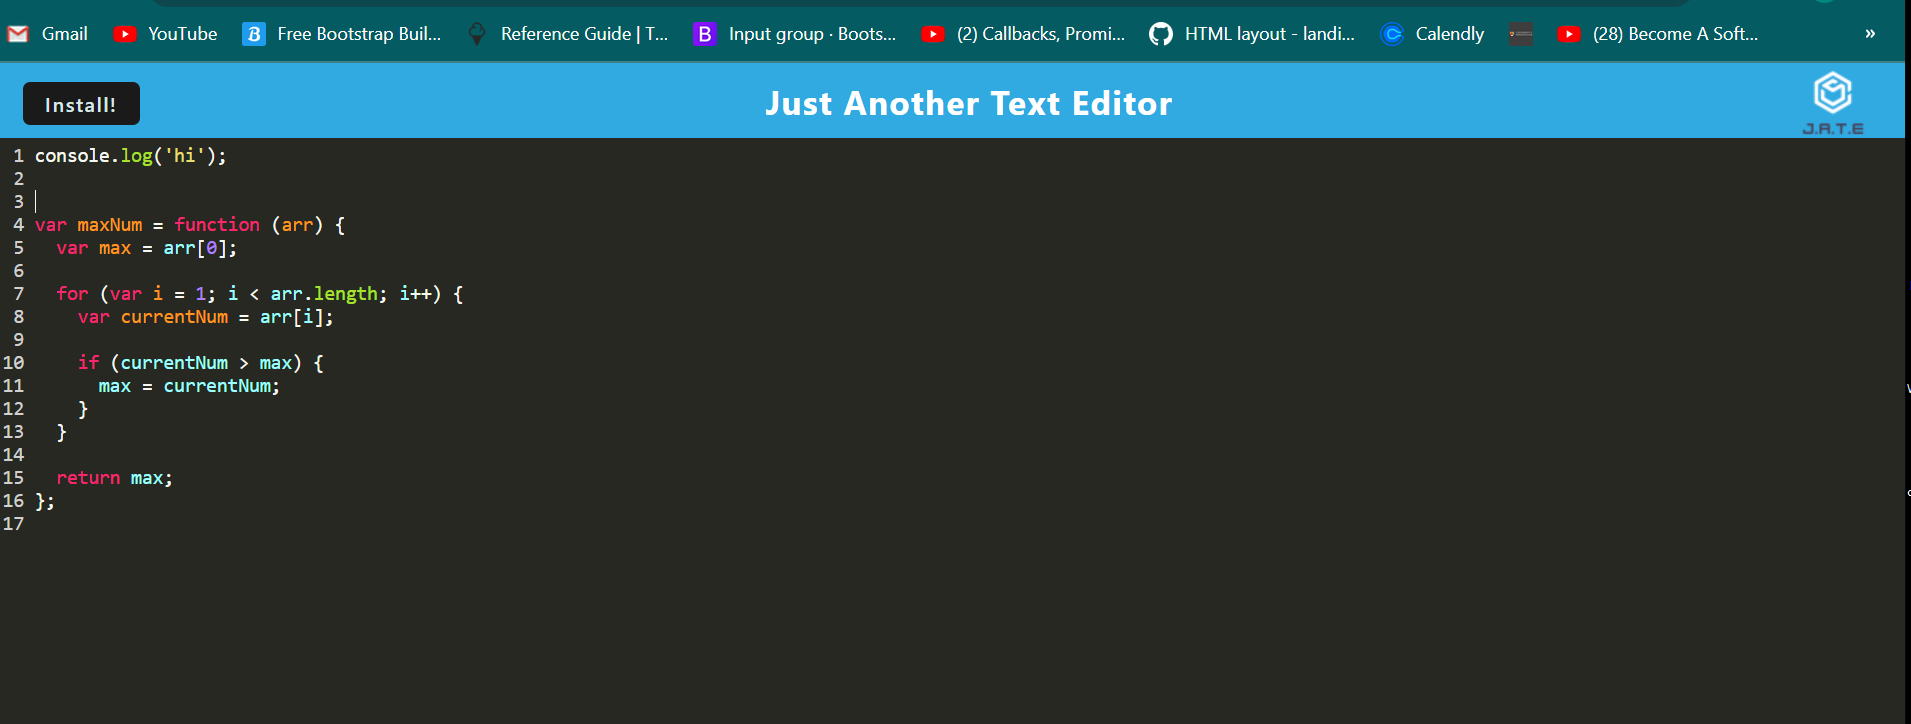 Gmail YouTube Free Bootstrap Buil... Reference Guide | T... Input group · Boots... (2) Callbacks, Promi... HTML layout - landi... Calendly (28) Become A Soft... »
Install!
Just Another Text Editor
J.A.T.E
1 console.log('hi');
2
3
4 var maxNum = function (arr) {
5   var max = arr[0];
6
7   for (var i = 1; i < arr.length; i++) {
8     var currentNum = arr[i];
9
10     if (currentNum > max) {
11       max = currentNum;
12     }
13   }
14
15   return max;
16 };
17